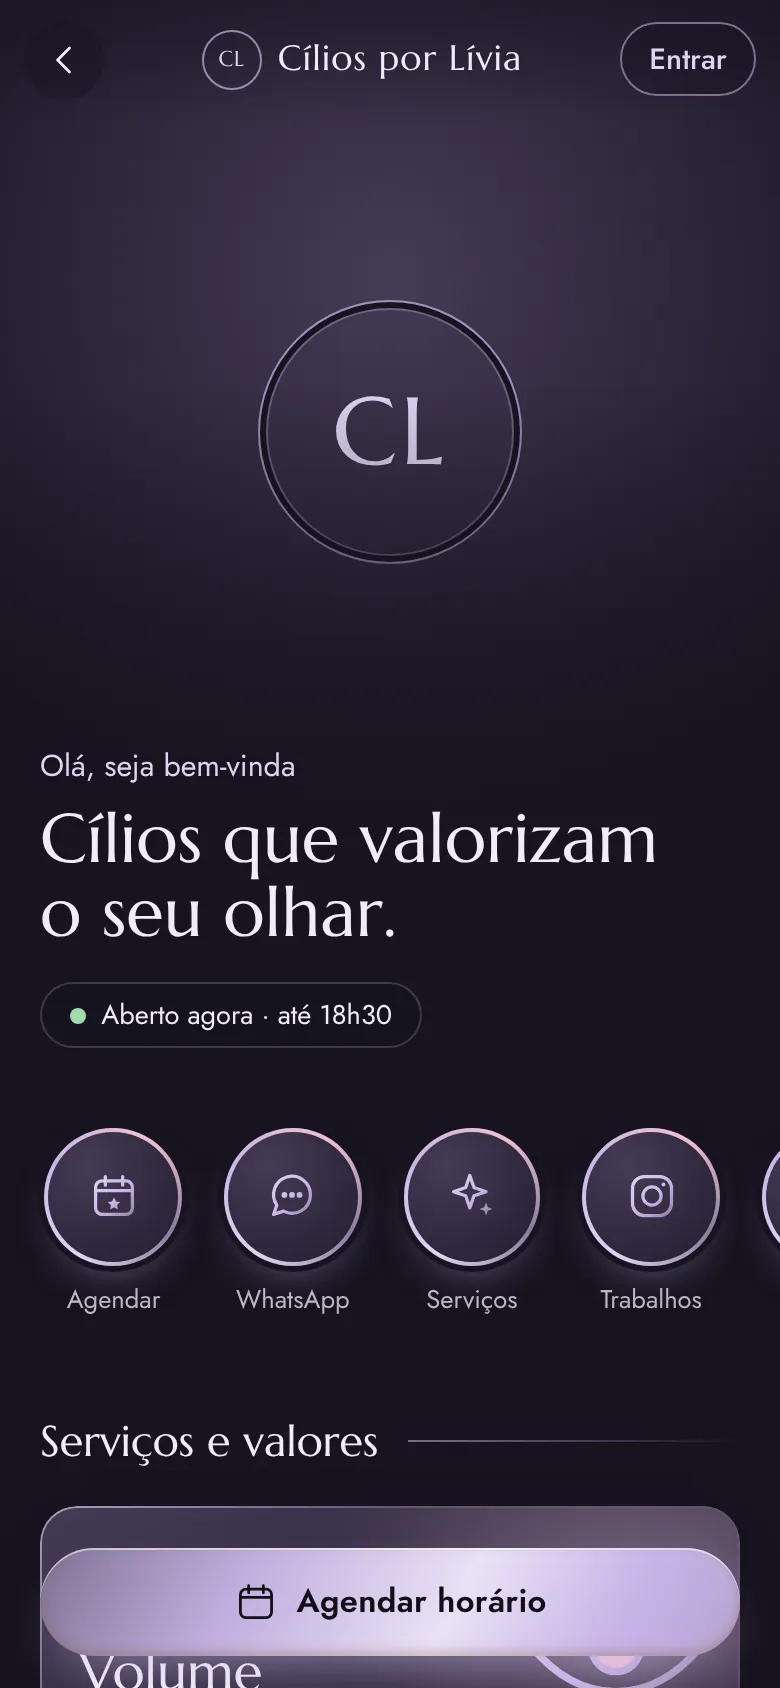 CL Cílios por Lívia Entrar
CL
Olá, seja bem-vinda
Cílios que valorizam
o seu olhar.
Aberto agora · até 18h30
Agendar WhatsApp Serviços Trabalhos
Serviços e valores
Agendar horário
Volume